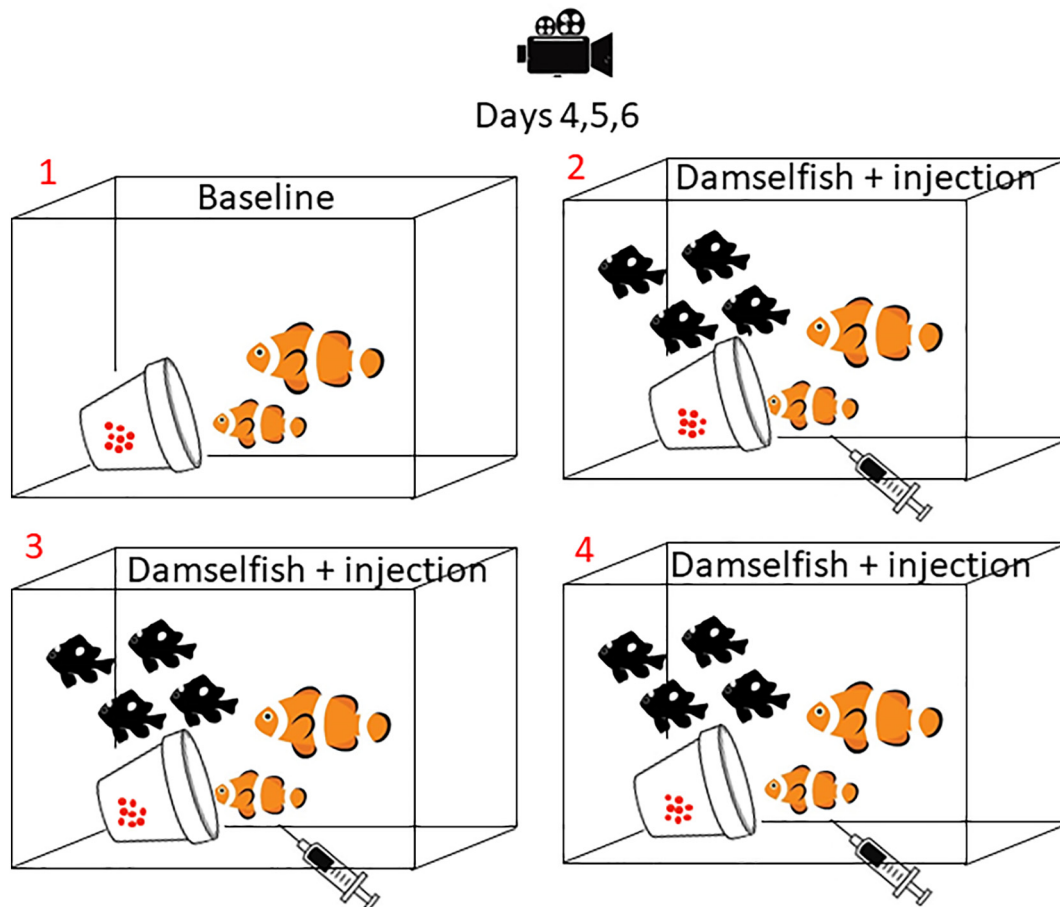 Days 4,5,6
1
Baseline
2
Damselfish + injection
3
Damselfish + injection
4
Damselfish + injection